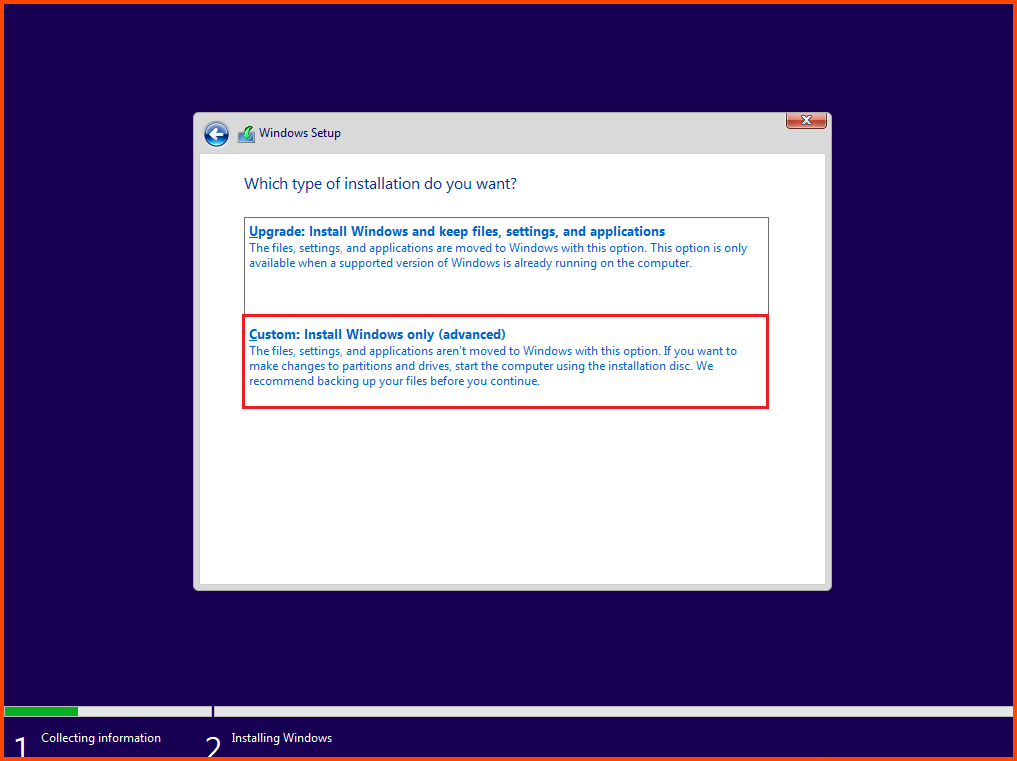 Windows Setup
Which type of installation do you want?
Upgrade: Install Windows and keep files, settings, and applications
The files, settings, and applications are moved to Windows with this option. This option is only
available when a supported version of Windows is already running on the computer.
Custom: Install Windows only (advanced)
The files, settings, and applications aren't moved to Windows with this option. If you want to
make changes to partitions and drives, start the computer using the installation disc. We
recommend backing up your files before you continue.
1 Collecting information
2 Installing Windows